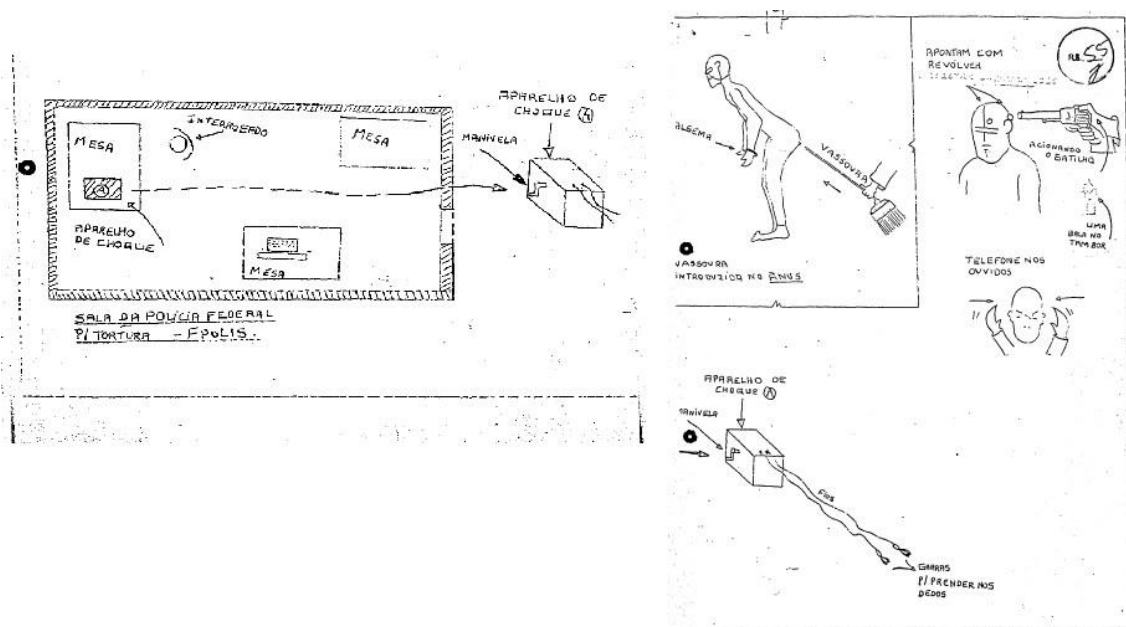 INTERROGADO
MESA
MESA
APARELHO
DE CHOQUE
MESA
SALA DA POLÍCIA FEDERAL
P/ TORTURA - FPOLIS.
APARELHO DE
CHOQUE
MANIVELA
ALGEMA
VASSOURA
VASSOURA
INTRODUZIDA NO ANUS
APONTAM COM
REVÓLVER
ACIONANDO
O GATILHO
UMA
BALA NO
TAMBOR
TELEFONE NOS
OUVIDOS
APARELHO DE
CHOQUE A
MANIVELA
FIOS
GARRAS
P/ PRENDER NOS
DEDOS